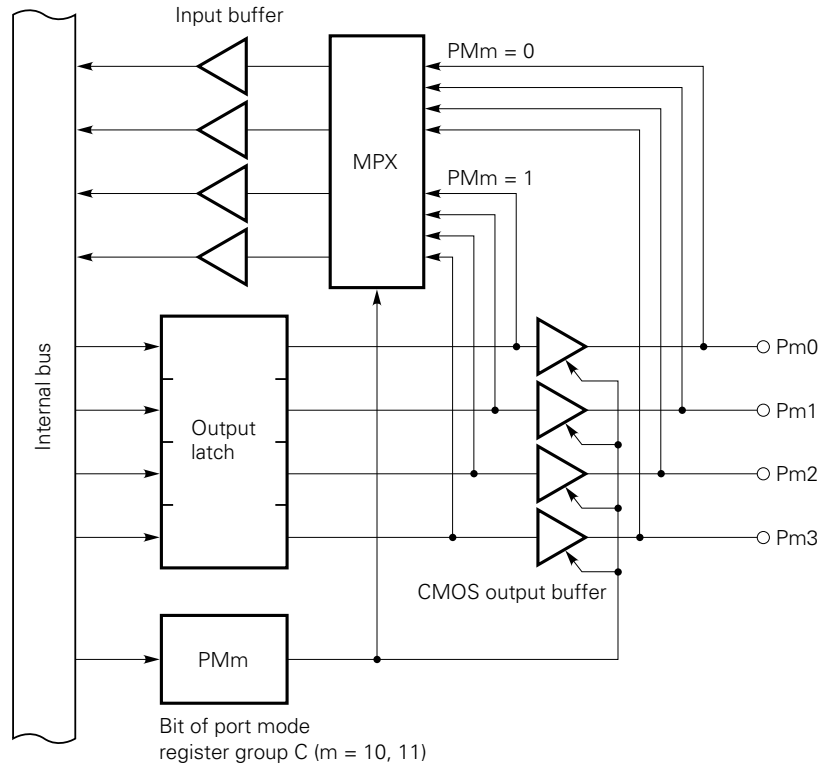 Input buffer
PMm = 0
MPX
PMm = 1
Internal bus
Output
latch
Pm0
Pm1
Pm2
Pm3
CMOS output buffer
PMm
Bit of port mode
register group C (m = 10, 11)